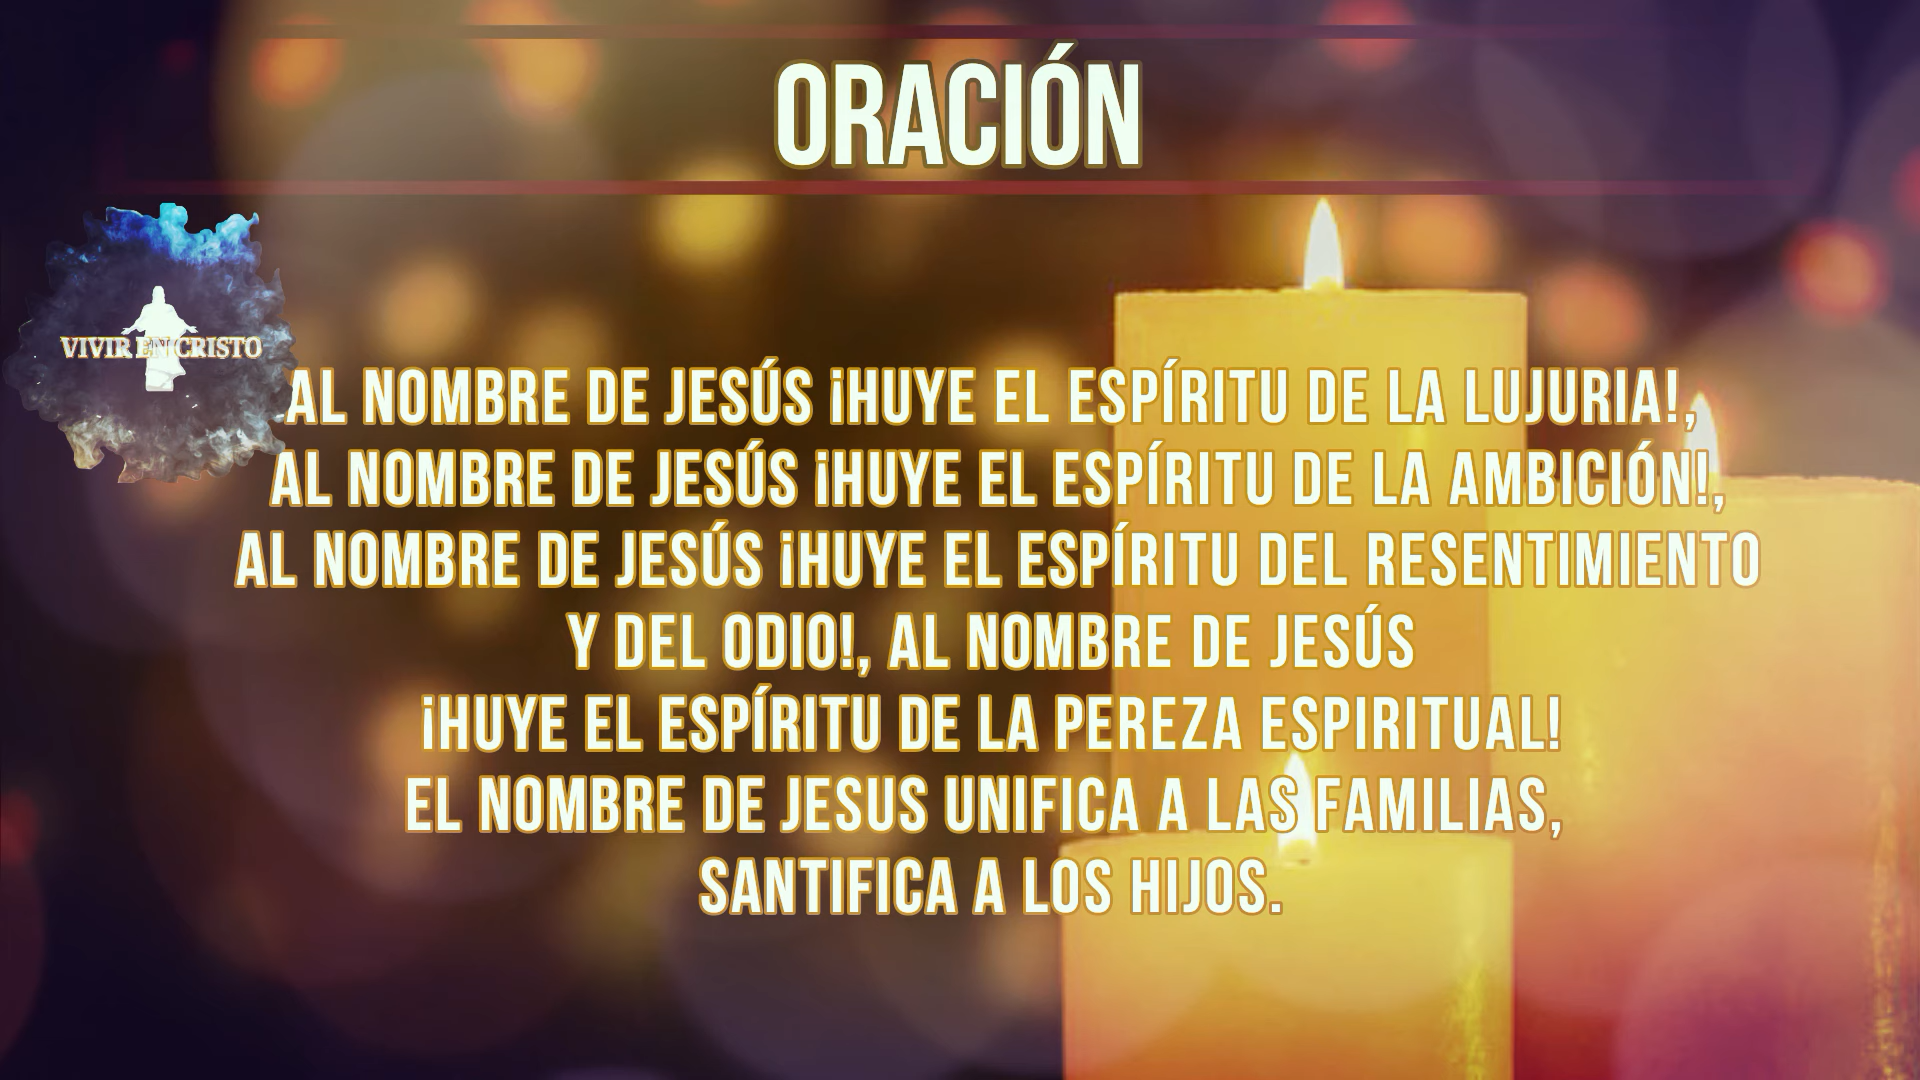 ORACIÓN
VIVIR EN CRISTO
AL NOMBRE DE JESÚS ¡HUYE EL ESPÍRITU DE LA LUJURIA!,
AL NOMBRE DE JESÚS ¡HUYE EL ESPÍRITU DE LA AMBICIÓN!,
AL NOMBRE DE JESÚS ¡HUYE EL ESPÍRITU DEL RESENTIMIENTO
Y DEL ODIO!, AL NOMBRE DE JESÚS
¡HUYE EL ESPÍRITU DE LA PEREZA ESPIRITUAL!
EL NOMBRE DE JESUS UNIFICA A LAS FAMILIAS,
SANTIFICA A LOS HIJOS.